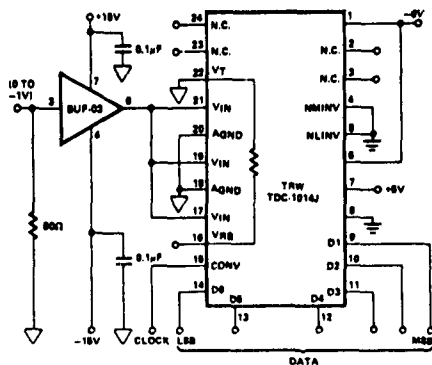 +15V
0.1µF
(0 TO
-1V)
3
BUF-03
7
6
4
80Ω
0.1µF
-15V
24 N.C.
23 N.C.
22 VT
21 VIN
20 AGND
19 VIN
18 AGND
17 VIN
16 VRB
15 CONV
14 D6
13 D5
12 D4
TRW
TDC-1014J
1 -6V
2 N.C.
3 N.C.
4 NMINV
5 NLINV
6
7 +5V
8
9 D1
10 D2
11 D3
CLOCK LSB MSB
DATA